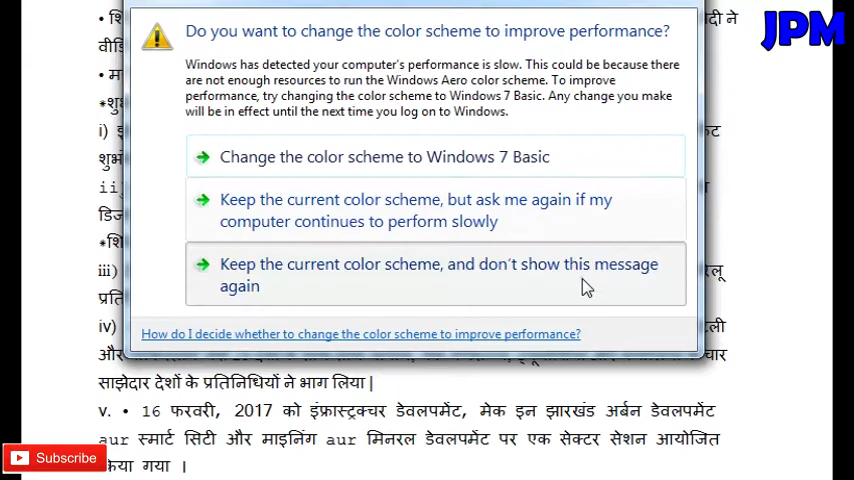 • शि
दी ने
JPM
वीडि
• म
*शुभ
i) इ
शुभं
ii)
डिज
*शि
iii)
लू
प्रति
iv)
और
चार
Do you want to change the color scheme to improve performance?
Windows has detected your computer's performance is slow. This could be because there
are not enough resources to run the Windows Aero color scheme. To improve
performance, try changing the color scheme to Windows 7 Basic. Any change you make
will be in effect until the next time you log on to Windows.
Change the color scheme to Windows 7 Basic
Keep the current color scheme, but ask me again if my
computer continues to perform slowly
Keep the current color scheme, and don't show this message
again
How do I decide whether to change the color scheme to improve performance?
साझेदार देशों के प्रतिनिधियों ने भाग लिया |
v. • 16 फरवरी, 2017 को इंफ्रास्ट्रक्चर डेवलपमेंट, मेक इन झारखंड अर्बन डेवलपमेंट
aur स्मार्ट सिटी और माइनिंग aur मिनरल डेवलपमेंट पर एक सेक्टर सेशन आयोजित
किया गया ।
Subscribe